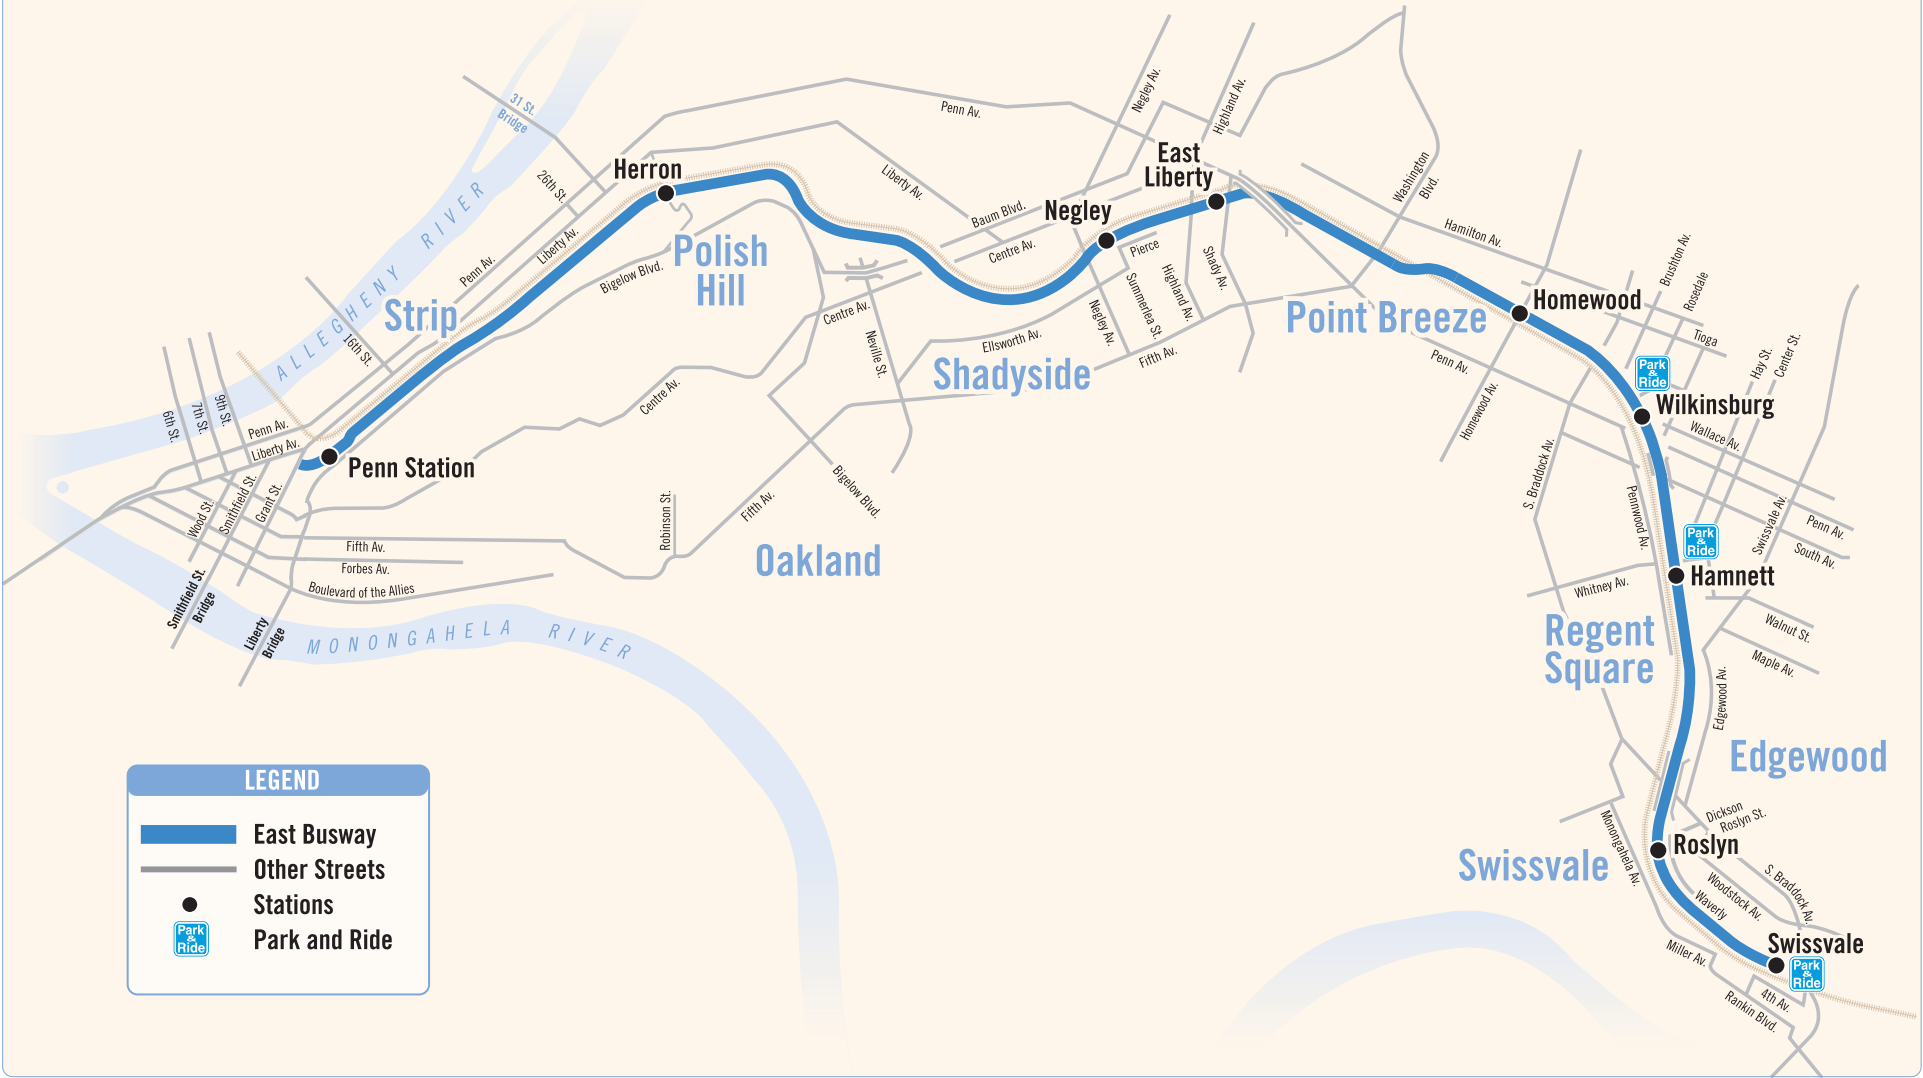 31 St.
Bridge
Penn Av.
Negley Av.
Highland Av.
Herron
26th St.
Liberty Av.
East
Liberty
Washington
Blvd.
ALLEGHENY RIVER
Baum Blvd.
Negley
Hamilton Av.
Liberty Av.
Penn Av.
Bigelow Blvd.
Polish
Hill
Centre Av.
Pierce
Shady Av.
Highland Av.
Summerlea St.
Brushton Av.
Rosedale
Strip
16th St.
Centre Av.
Neville St.
Negley Av.
Ellsworth Av.
Fifth Av.
Point Breeze
Homewood
Tioga
Hay St.
Center St.
Shadyside
Penn Av.
Homewood Av.
Park
&
Ride
Wilkinsburg
Wallace Av.
6th St.
7th St.
9th St.
Penn Av.
Liberty Av.
Centre Av.
Penn Station
Bigelow Blvd.
S. Braddock Av.
Pennwood Av.
Swissvale Av.
Penn Av.
South Av.
Wood St.
Smithfield St.
Grant St.
Robinson St.
Fifth Av.
Oakland
Fifth Av.
Forbes Av.
Boulevard of the Allies
Park
&
Ride
Hamnett
Whitney Av.
Smithfield St.
Bridge
Liberty
Bridge
MONONGAHELA RIVER
Regent
Square
Walnut St.
Maple Av.
Edgewood Av.
Edgewood
LEGEND
East Busway
Other Streets
Stations
Park
&
Ride
Park and Ride
Dickson
Roslyn St.
Monongahela Av.
Roslyn
Swissvale
S. Braddock Av.
Woodstock Av.
Waverly
Miller Av.
Swissvale
Park
&
Ride
4th Av.
Rankin Blvd.